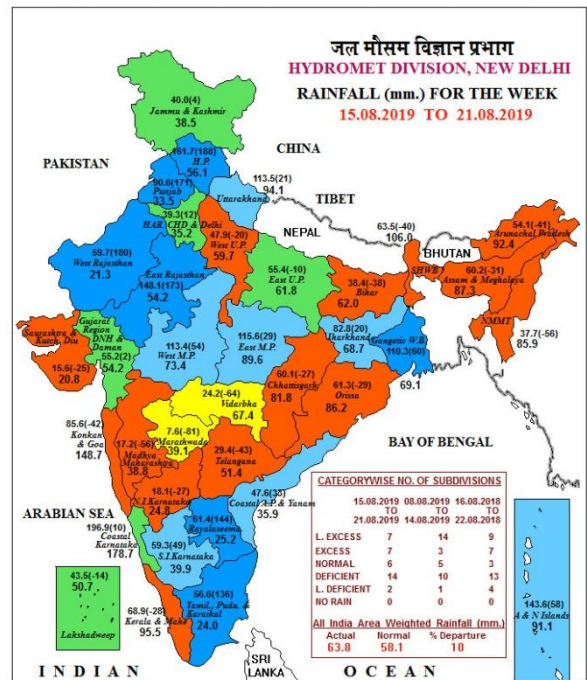 जल मौसम विज्ञान प्रभाग
HYDROMET DIVISION, NEW DELHI
RAINFALL (mm.) FOR THE WEEK
15.08.2019 TO 21.08.2019
40.0(4)
Jammu & Kashmir
38.5
CHINA
PAKISTAN
161.7(188)
H.P.
56.1
113.5(21)
94.1
Uttarakhand
TIBET
90.6(171)
Punjab
33.5
39.3(12)
HAR. CHD & Delhi
35.2
47.9(-20)
West U.P.
59.7
NEPAL
63.5(-40)
106.0
BHUTAN
54.1(-41)
Arunachal Pradesh
92.4
59.7(180)
West Rajasthan
21.3
East Rajasthan
148.1(173)
54.2
55.4(-10)
East U.P.
61.8
38.4(-38)
Bihar
62.0
SHWB
60.2(-31)
Assam & Meghalaya
87.3
NMMT
37.7(-56)
85.9
Saurashtra &
Kutch, Diu
15.6(-25)
20.8
Gujarat
Region
DNH &
Daman
55.2(2)
54.2
113.4(54)
West M.P.
73.4
115.6(29)
East M.P.
89.6
82.8(20)
Jharkhand
68.7
Gangetic W.B.
110.3(60)
69.1
60.1(-27)
Chhattisgarh
81.8
61.3(-29)
Orissa
86.2
24.2(-64)
Vidarbha
67.4
85.6(-42)
Konkan
& Goa
148.7
7.6(-81)
Marathwada
39.1
17.2(-56)
Madhya
Maharashtra
38.8
29.4(-43)
Telangana
51.4
BAY OF BENGAL
18.1(-27)
N.I.Karnataka
24.8
47.6(33)
Coastal A.P. & Yanam
35.9
ARABIAN SEA
196.9(10)
Coastal
Karnataka
178.7
61.4(144)
Rayalaseema
25.2
59.3(49)
S.I.Karnataka
39.9
43.5(-14)
50.7
Lakshadweep
68.9(-28)
Kerala & Mahe
95.5
56.6(136)
Tamil, Pudu. &
Karaikal
24.0
143.6(58)
A & N Islands
91.1
CATEGORYWISE NO. OF SUBDIVISIONS
15.08.2019 08.08.2019 16.08.2018
TO TO TO
21.08.2019 14.08.2019 22.08.2018
L. EXCESS 7 14 9
EXCESS 7 3 7
NORMAL 6 5 3
DEFICIENT 14 10 13
L. DEFICIENT 2 1 4
NO RAIN 0 0 0
All India Area Weighted Rainfall (mm.)
Actual Normal % Departure
63.8 58.1 10
SRI
LANKA
INDIAN OCEAN